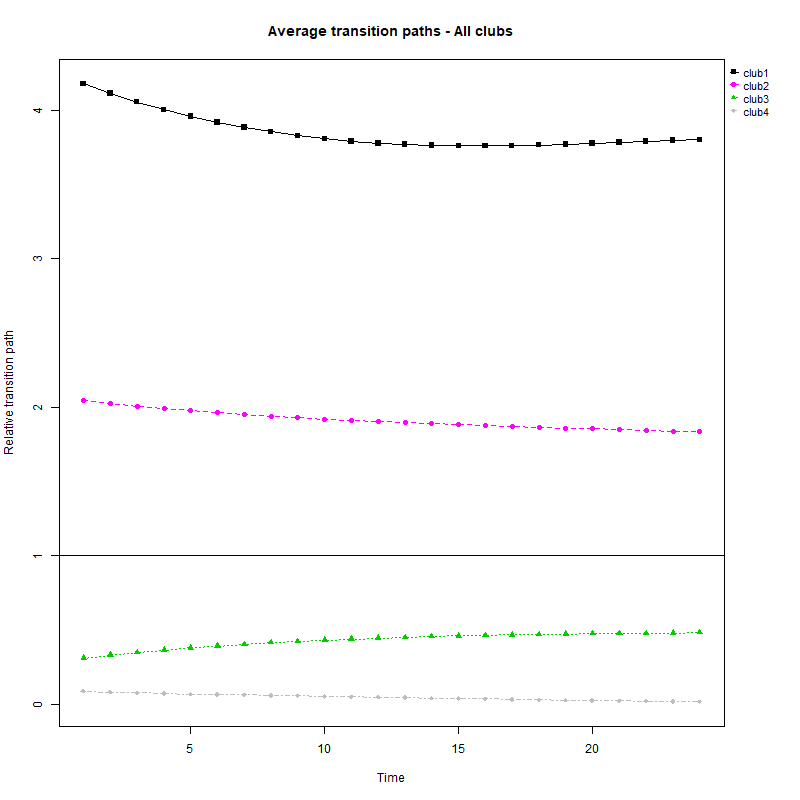 Average transition paths - All clubs
club1
club2
club3
club4
Relative transition path
4
3
2
1
0
5
10
15
20
Time